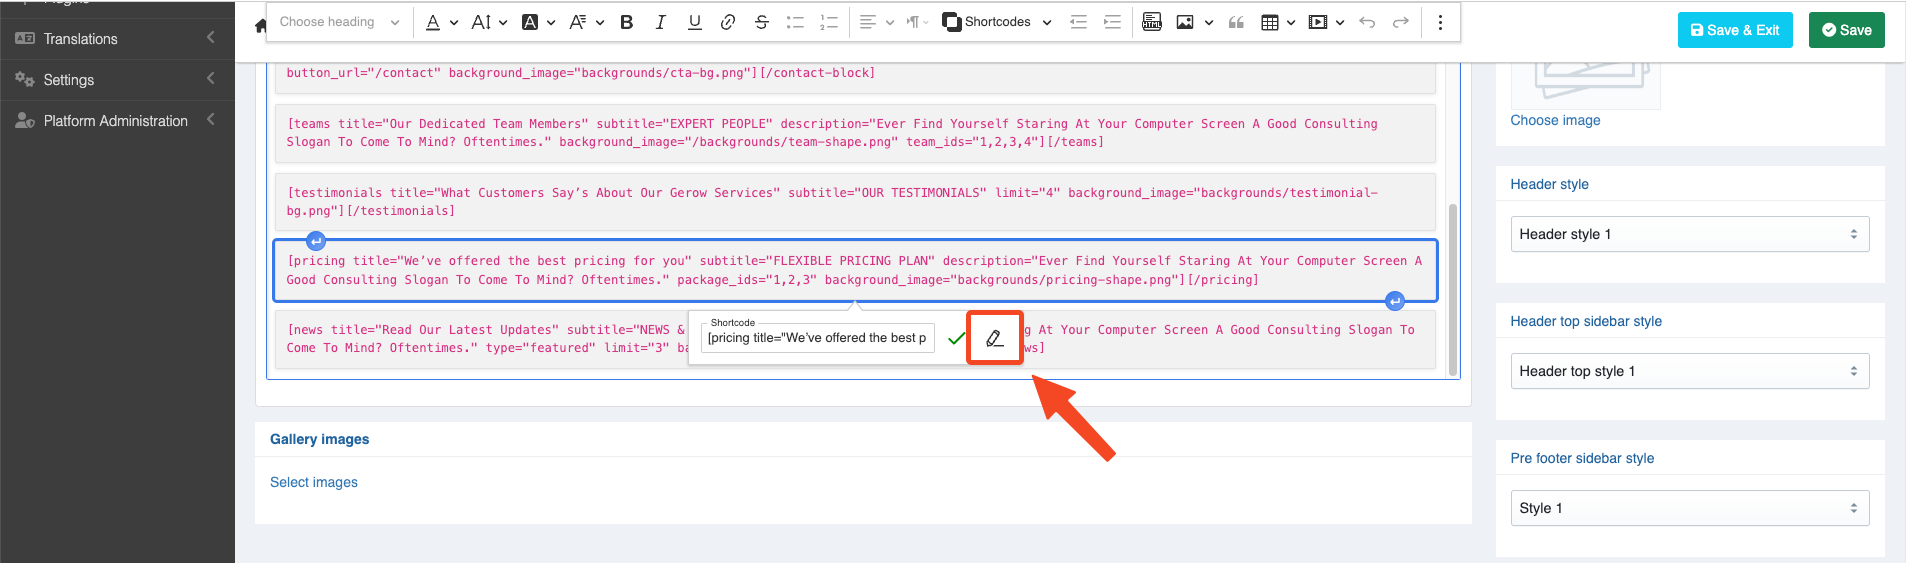 Translations
Settings
Platform Administration
Choose heading
Shortcodes
Save & Exit
Save
button_url="/contact" background_image="backgrounds/cta-bg.png"][/contact-block]
[teams title="Our Dedicated Team Members" subtitle="EXPERT PEOPLE" description="Ever Find Yourself Staring At Your Computer Screen A Good Consulting
Slogan To Come To Mind? Oftentimes." background_image="/backgrounds/team-shape.png" team_ids="1,2,3,4"][/teams]
[testimonials title="What Customers Say’s About Our Gerow Services" subtitle="OUR TESTIMONIALS" limit="4" background_image="backgrounds/testimonial-
bg.png"][/testimonials]
[pricing title="We’ve offered the best pricing for you" subtitle="FLEXIBLE PRICING PLAN" description="Ever Find Yourself Staring At Your Computer Screen A
Good Consulting Slogan To Come To Mind? Oftentimes." package_ids="1,2,3" background_image="backgrounds/pricing-shape.png"][/pricing]
[news title="Read Our Latest Updates" subtitle="NEWS & g At Your Computer Screen A Good Consulting Slogan To
Come To Mind? Oftentimes." type="featured" limit="3" ba ws]
Shortcode
[pricing title="We’ve offered the best p
Gallery images
Select images
Choose image
Header style
Header style 1
Header top sidebar style
Header top style 1
Pre footer sidebar style
Style 1